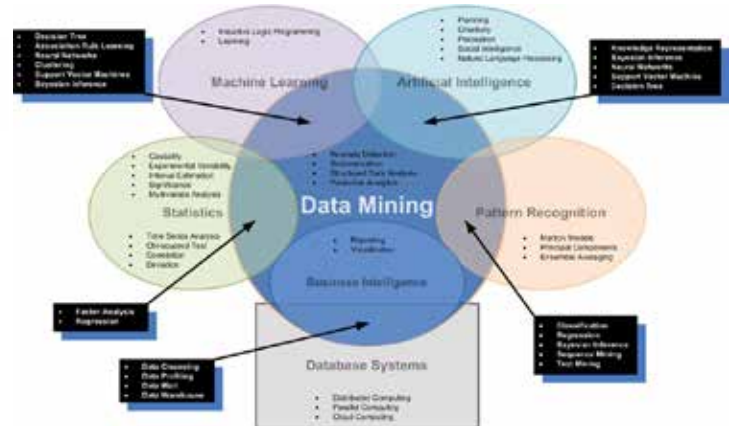 Decision Tree
Association Rule Learning
Neural Networks
Clustering
Support Vector Machines
Bayesian Inference
Inductive Logic Programming
Learning
Machine Learning
Planning
Creativity
Perception
Social Intelligence
Natural Language Processing
Artificial Intelligence
Knowledge Representation
Bayesian Inference
Neural Networks
Support Vector Machine
Decision Tree
Causality
Experimental Variability
Interval Estimation
Significance
Multivariate Analysis
Statistics
Time Series Analysis
Chi-squared Test
Correlation
Deviation
Anomaly Detection
Structured Data Analysis
Predictive Analytics
Data Mining
Pattern Recognition
Markov Models
Principal Components
Ensemble Averaging
Reporting
Visualization
Business Intelligence
Factor Analysis
Regression
Classification
Regression
Bayesian Inference
Sequence Mining
Text Mining
Data Cleansing
Data Profiling
Data Mart
Data Warehouse
Database Systems
Distributed Computing
Parallel Computing
Cloud Computing